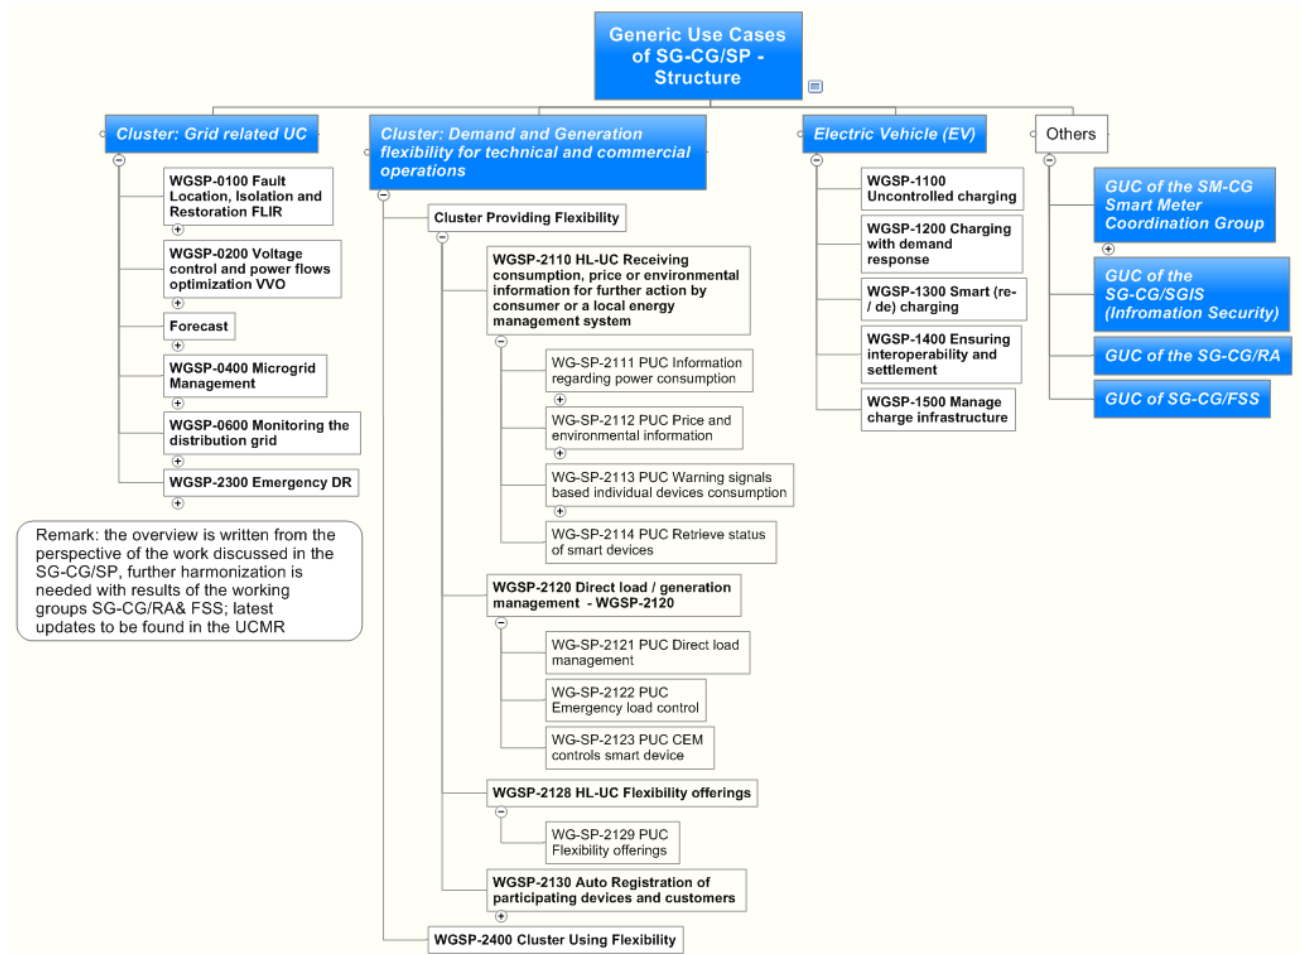 Generic Use Cases
of SG-CG/SP -
Structure
Cluster: Grid related UC
WGSP-0100 Fault
Location, Isolation and
Restoration FLIR
WGSP-0200 Voltage
control and power flows
optimization VVO
Forecast
WGSP-0400 Microgrid
Management
WGSP-0600 Monitoring the
distribution grid
WGSP-2300 Emergency DR
Remark: the overview is written from the
perspective of the work discussed in the
SG-CG/SP, further harmonization is
needed with results of the working
groups SG-CG/RA& FSS; latest
updates to be found in the UCMR
Cluster: Demand and Generation
flexibility for technical and commercial
operations
Cluster Providing Flexibility
WGSP-2110 HL-UC Receiving
consumption, price or environmental
information for further action by
consumer or a local energy
management system
WG-SP-2111 PUC Information
regarding power consumption
WG-SP-2112 PUC Price and
environmental information
WG-SP-2113 PUC Warning signals
based individual devices consumption
WG-SP-2114 PUC Retrieve status
of smart devices
WGSP-2120 Direct load / generation
management - WGSP-2120
WG-SP-2121 PUC Direct load
management
WG-SP-2122 PUC
Emergency load control
WG-SP-2123 PUC CEM
controls smart device
WGSP-2128 HL-UC Flexibility offerings
WG-SP-2129 PUC
Flexibility offerings
WGSP-2130 Auto Registration of
participating devices and customers
WGSP-2400 Cluster Using Flexibility
Electric Vehicle (EV)
WGSP-1100
Uncontrolled charging
WGSP-1200 Charging
with demand
response
WGSP-1300 Smart (re-
/ de) charging
WGSP-1400 Ensuring
interoperability and
settlement
WGSP-1500 Manage
charge infrastructure
Others
GUC of the SM-CG
Smart Meter
Coordination Group
GUC of the
SG-CG/SGIS
(Infromation Security)
GUC of the SG-CG/RA
GUC of SG-CG/FSS